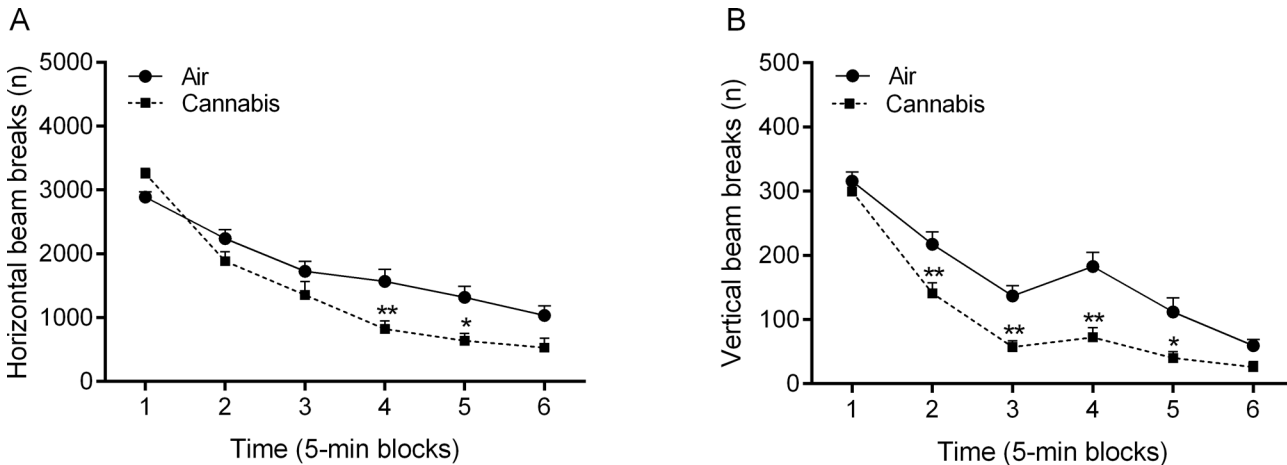 A
Horizontal beam breaks (n)
5000
4000
3000
2000
1000
0
Air
Cannabis
**
*
1 2 3 4 5 6
Time (5-min blocks)
B
Vertical beam breaks (n)
500
400
300
200
100
0
Air
Cannabis
**
**
**
*
1 2 3 4 5 6
Time (5-min blocks)